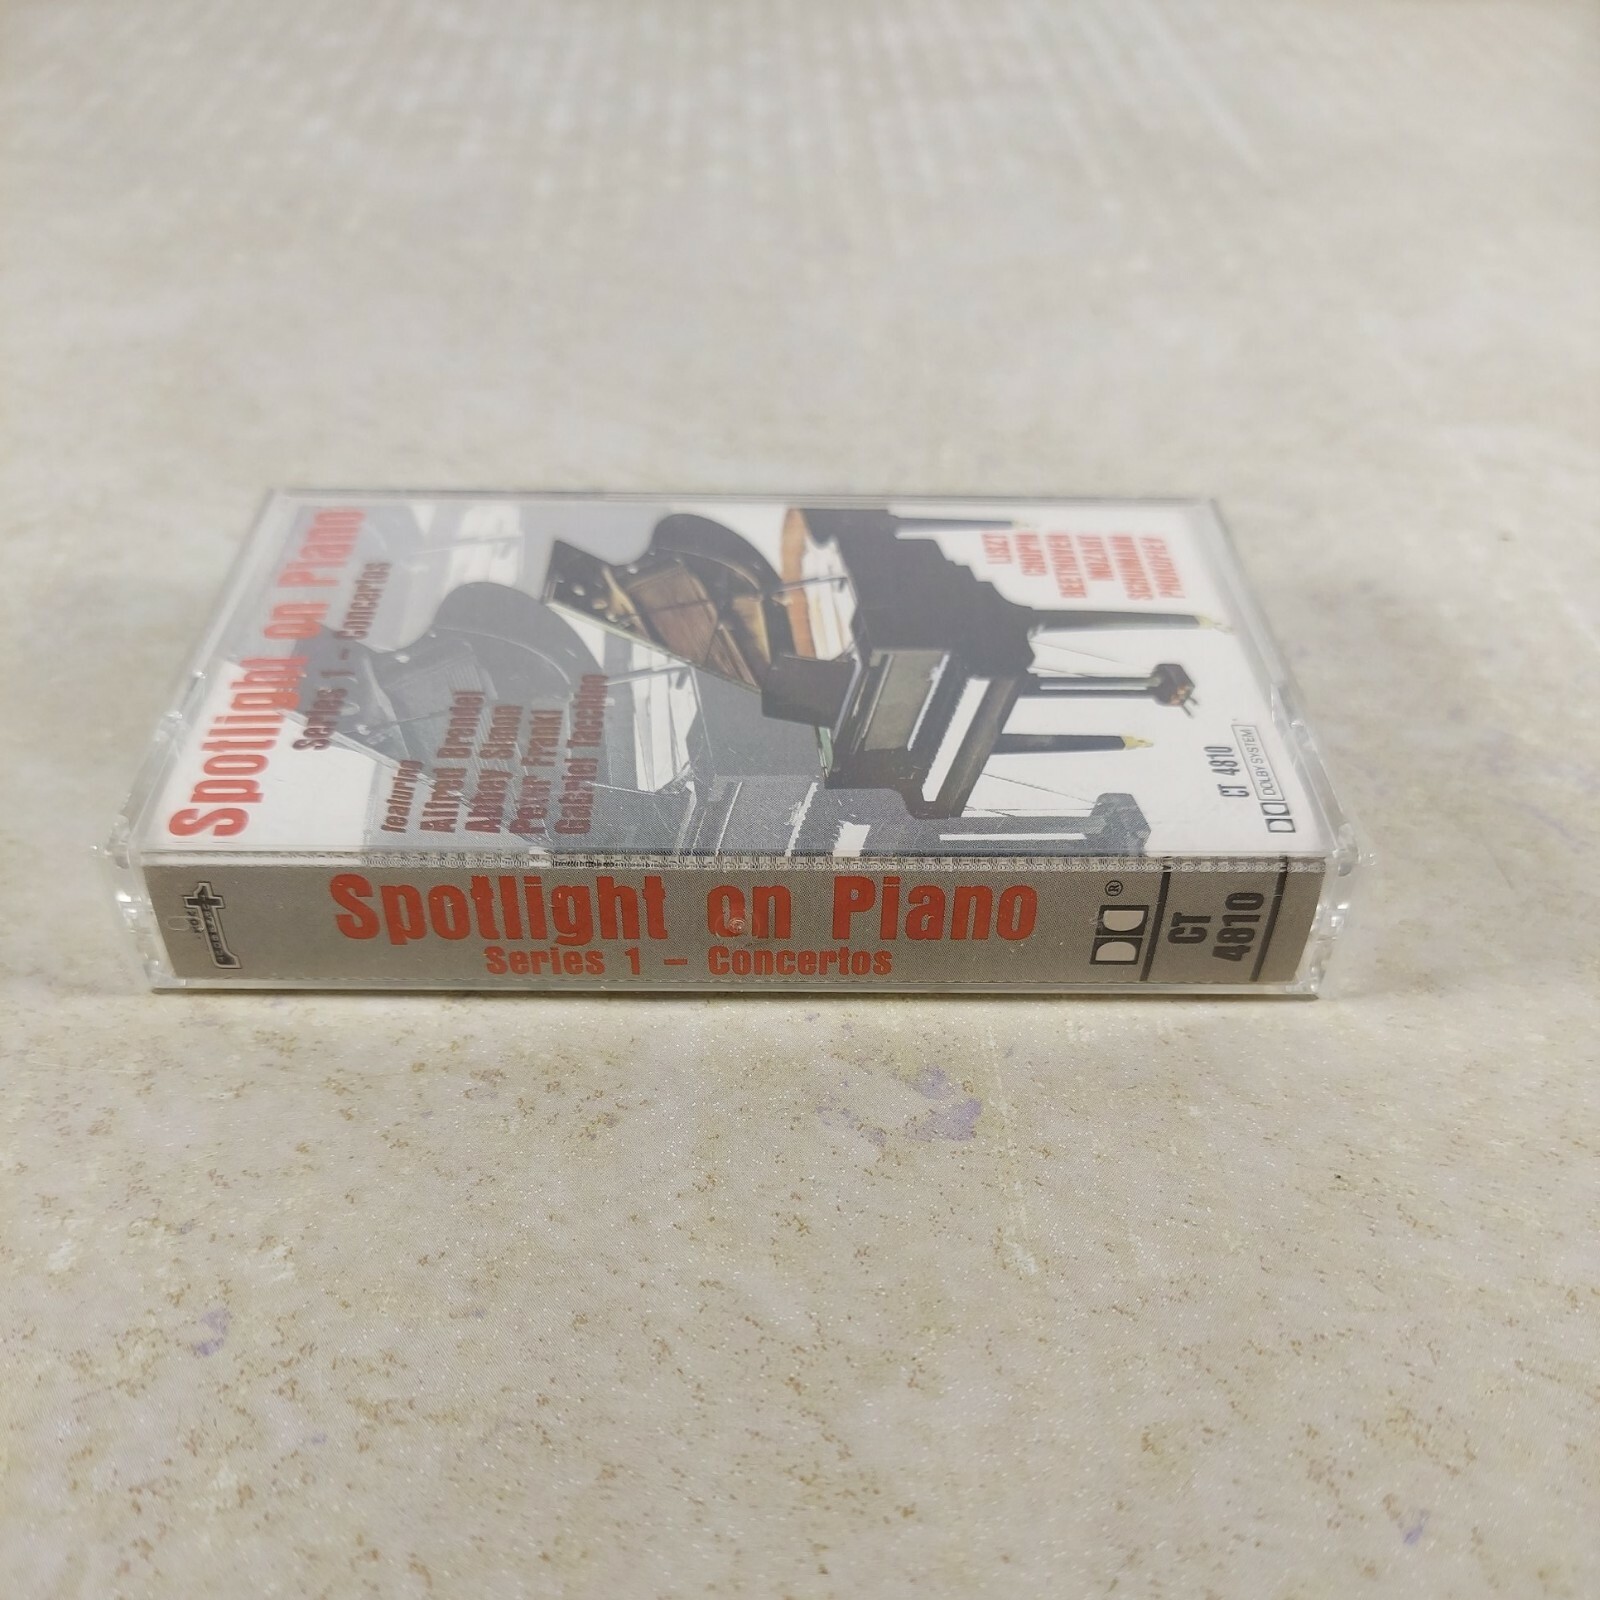 Spotlight on Piano
Series 1 - Concertos
featuring
Alfred Brendel
Abbey Simon
Peter Frankl
Gabriel Tacchino
LISZT
CHOPIN
BEETHOVEN
MOZART
SCHUMANN
PROKOFIEV
CT 4810
DOLBY SYSTEM
Spotlight on Piano
Series 1 - Concertos
®
CT
4810